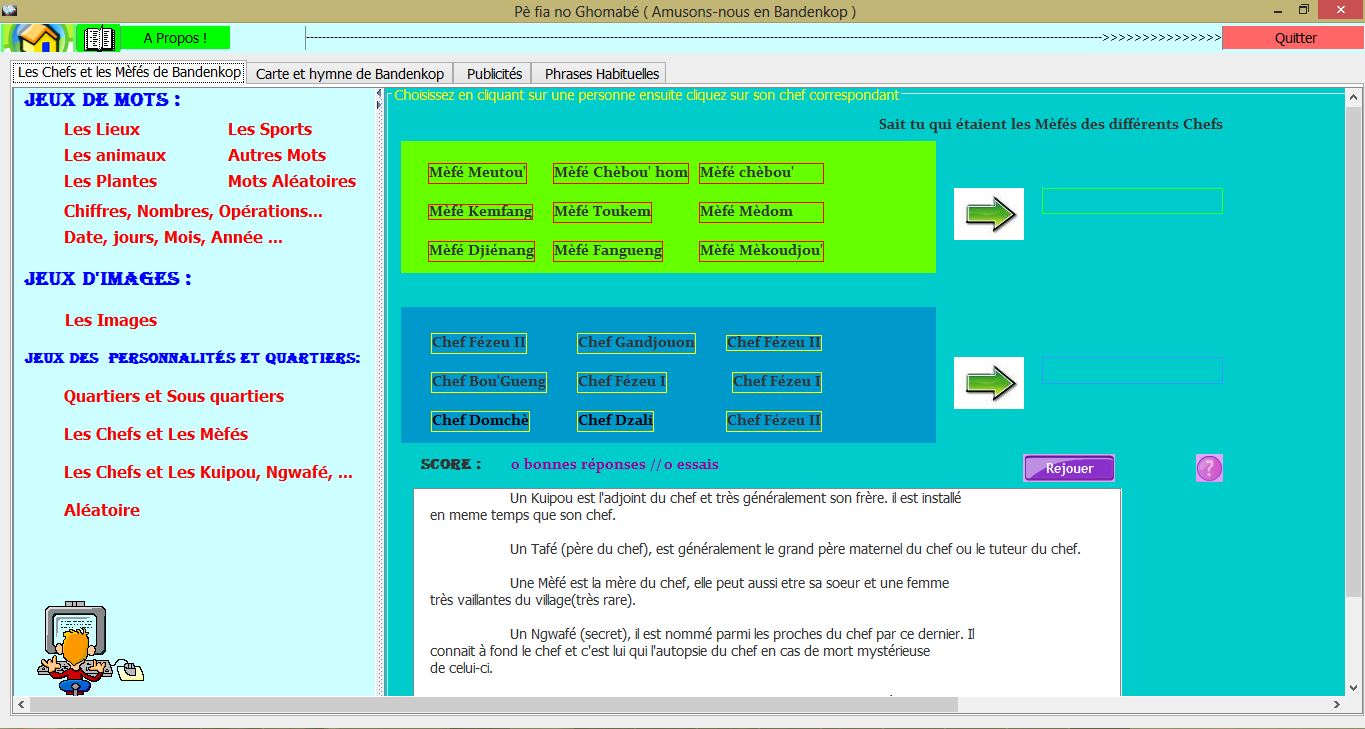 Pè fia no Ghomabé ( Amusons-nous en Bandenkop )
A Propos !
--->>>>>>>>>>>>>>>
Quitter
Les Chefs et les Mèfés de Bandenkop
Carte et hymne de Bandenkop
Publicités
Phrases Habituelles
JEUX DE MOTS :
Les Lieux
Les Sports
Les animaux
Autres Mots
Les Plantes
Mots Aléatoires
Chiffres, Nombres, Opérations...
Date, jours, Mois, Année ...
JEUX D'IMAGES :
Les Images
JEUX DES PERSONNALITÉS ET QUARTIERS:
Quartiers et Sous quartiers
Les Chefs et Les Mèfés
Les Chefs et Les Kuipou, Ngwafé, ...
Aléatoire
Choisissez en cliquant sur une personne ensuite cliquez sur son chef correspondant
Sait tu qui étaient les Mèfés des différents Chefs
Mèfé Meutou'
Mèfé Chèbou' hom
Mèfé chèbou'
Mèfé Kemfang
Mèfé Toukem
Mèfé Mèdom
Mèfé Djiénang
Mèfé Fangueng
Mèfé Mèkoudjou'
Chef Fézeu II
Chef Gandjouon
Chef Fézeu II
Chef Bou'Gueng
Chef Fézeu I
Chef Fézeu I
Chef Domchè
Chef Dzali
Chef Fézeu II
SCORE :
0 bonnes réponses // 0 essais
Rejouer
?
Un Kuipou est l'adjoint du chef et très généralement son frère. il est installé
en meme temps que son chef.
Un Tafé (père du chef), est généralement le grand père maternel du chef ou le tuteur du chef.
Une Mèfé est la mère du chef, elle peut aussi etre sa soeur et une femme
très vaillantes du village(très rare).
Un Ngwafé (secret), il est nommé parmi les proches du chef par ce dernier. Il
connait à fond le chef et c'est lui qui l'autopsie du chef en cas de mort mystérieuse
de celui-ci.